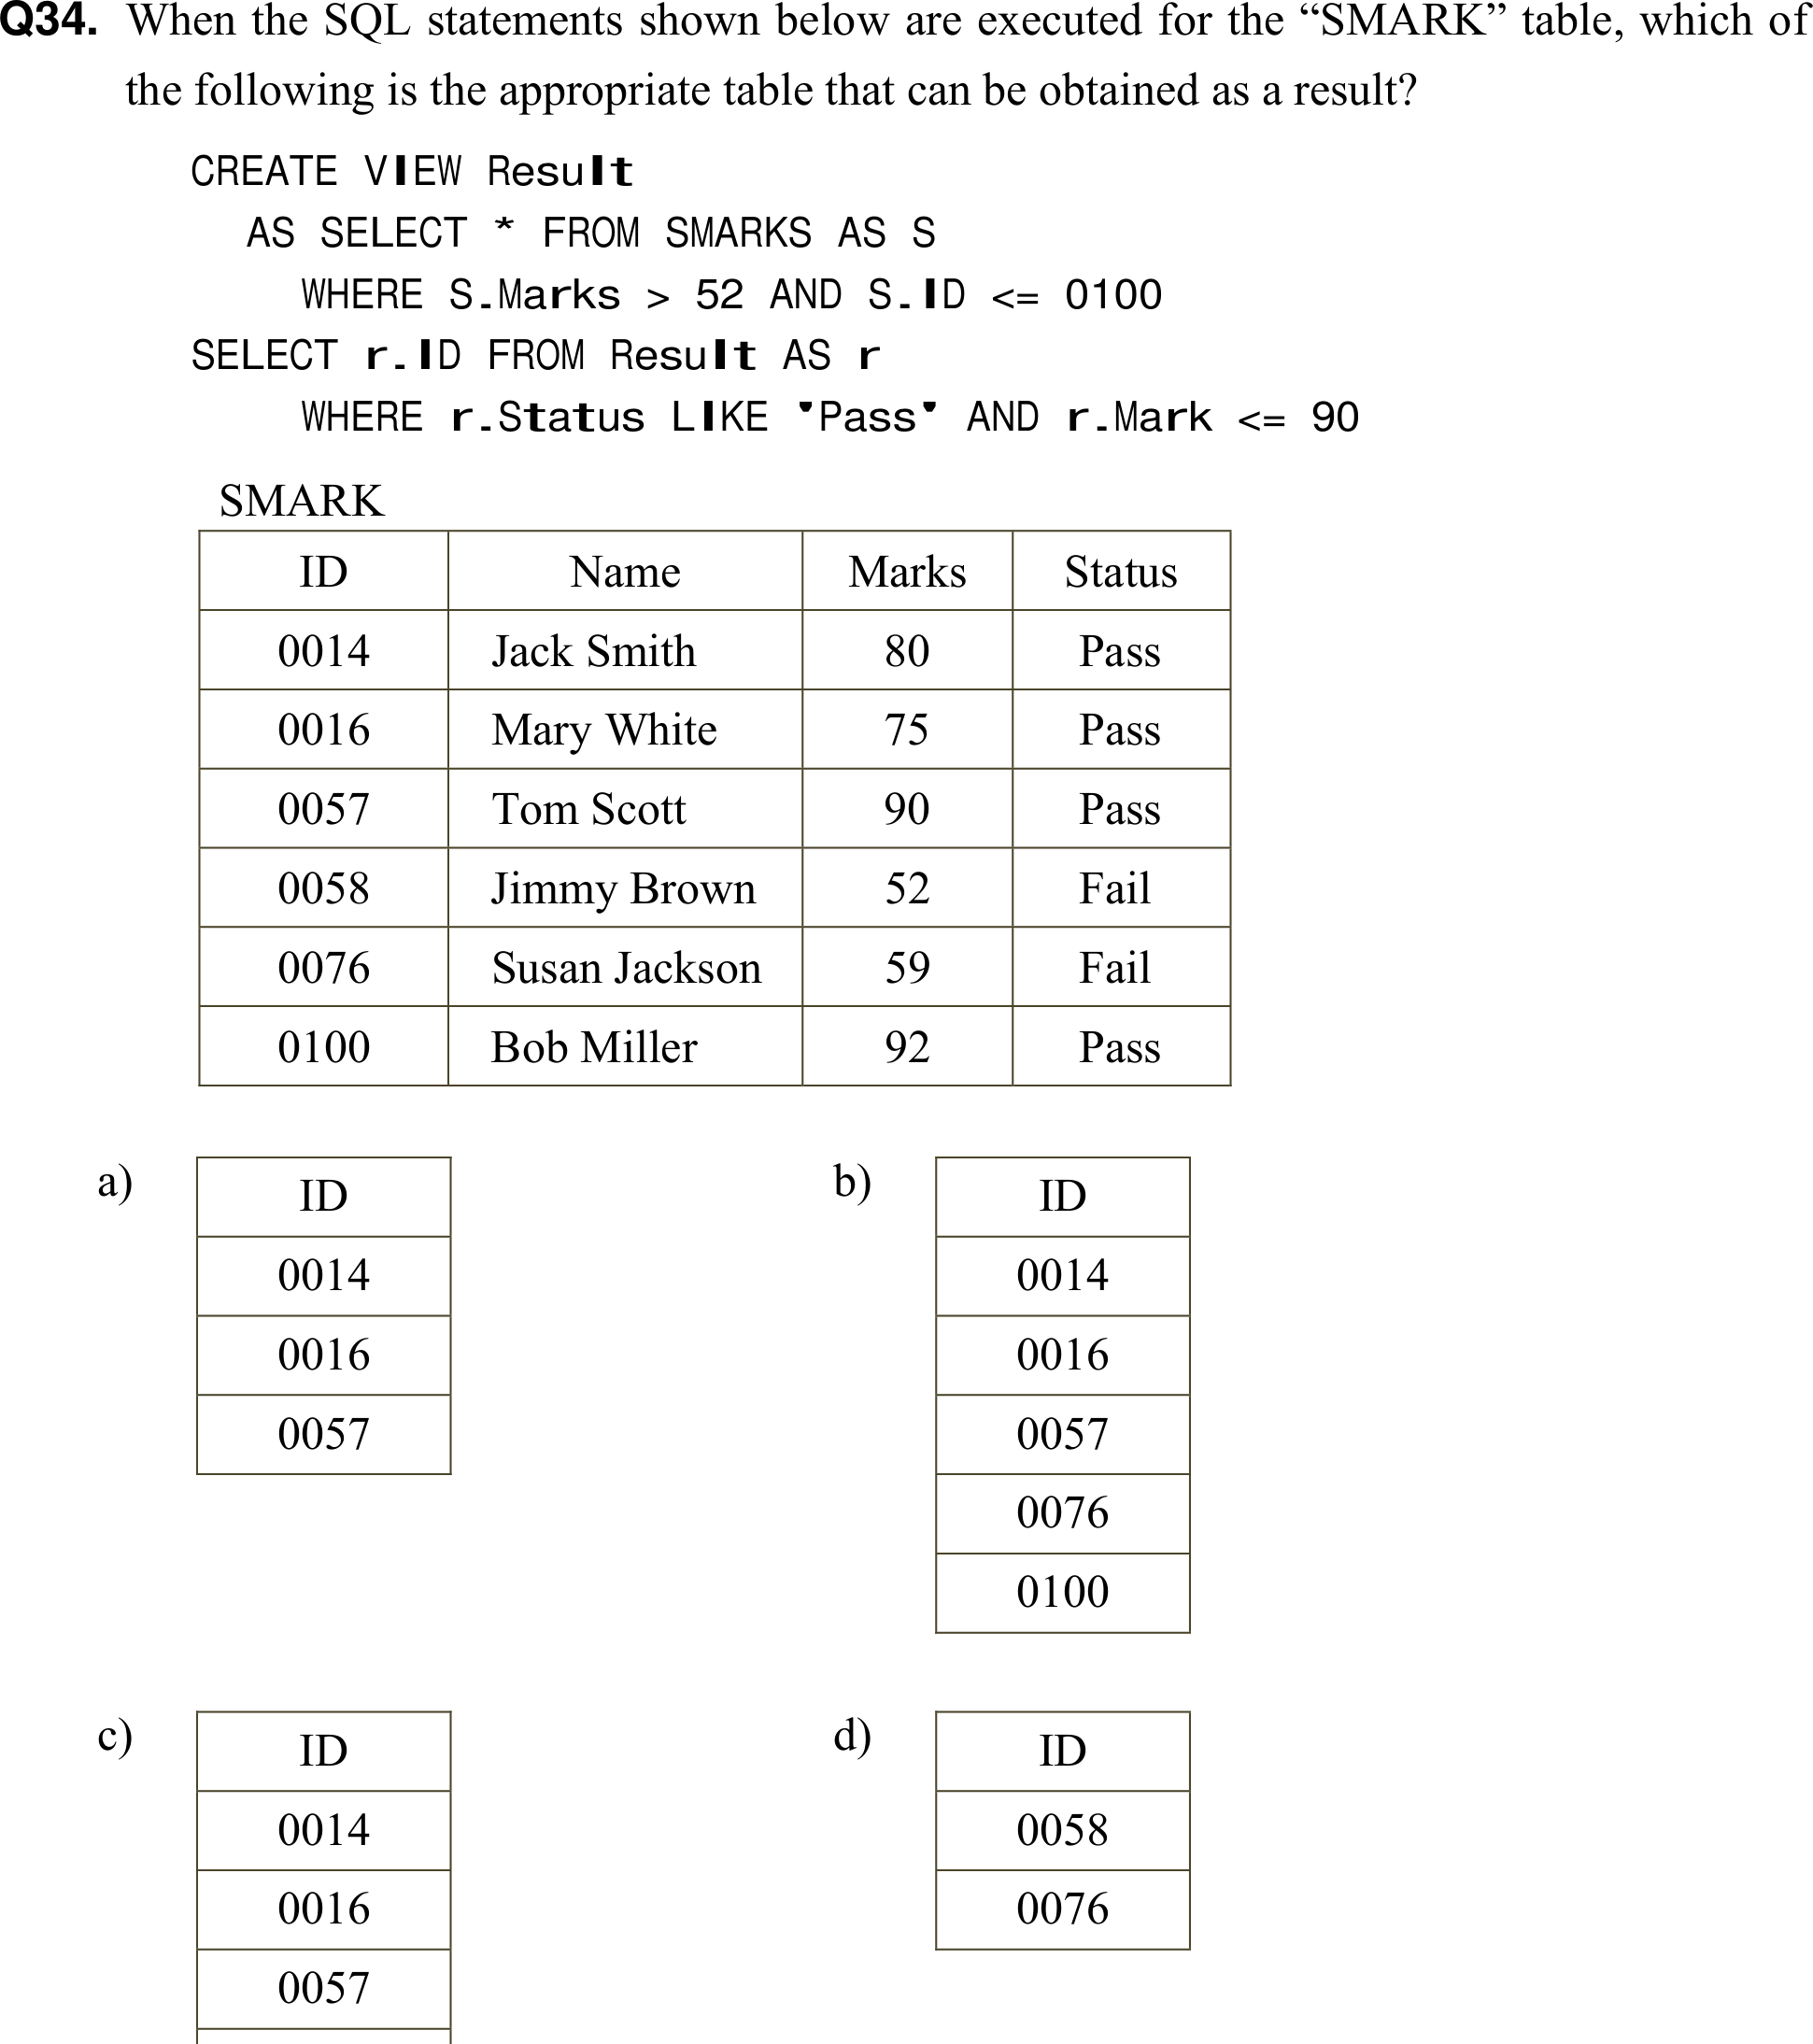 Q34. When the SQL statements shown below are executed for the “SMARK” table, which of
the following is the appropriate table that can be obtained as a result?
CREATE VIEW Result
AS SELECT * FROM SMARKS AS S
WHERE S.Marks > 52 AND S.ID <= 0100
SELECT r.ID FROM Result AS r
WHERE r.Status LIKE 'Pass' AND r.Mark <= 90
SMARK
ID Name Marks Status
0014 Jack Smith 80 Pass
0016 Mary White 75 Pass
0057 Tom Scott 90 Pass
0058 Jimmy Brown 52 Fail
0076 Susan Jackson 59 Fail
0100 Bob Miller 92 Pass
a)
ID
0014
0016
0057
b)
ID
0014
0016
0057
0076
0100
c)
ID
0014
0016
0057
d)
ID
0058
0076